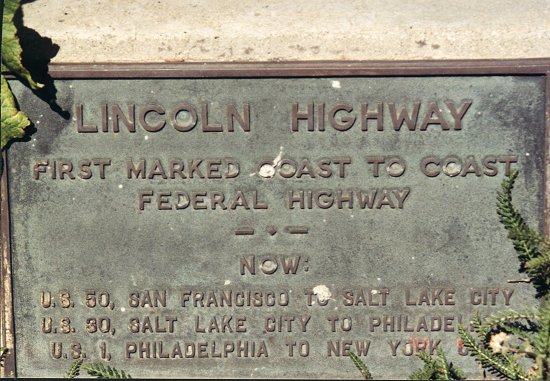 LINCOLN HIGHWAY
FIRST MARKED COAST TO COAST
FEDERAL HIGHWAY
NOW:
U.S. 50, SAN FRANCISCO TO SALT LAKE CITY
U.S. 30, SALT LAKE CITY TO PHILADEL
U.S. 1, PHILADELPHIA TO NEW YORK